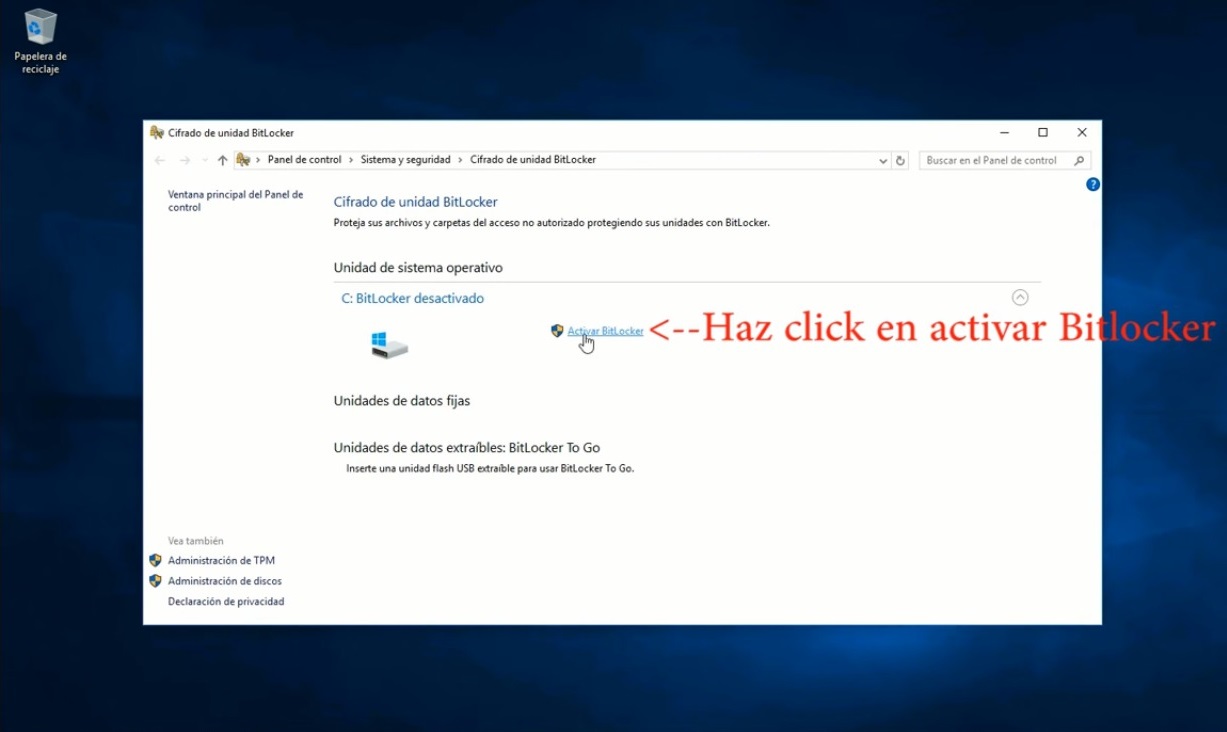 Papelera de
reciclaje
Cifrado de unidad BitLocker
Panel de control > Sistema y seguridad > Cifrado de unidad BitLocker
Buscar en el Panel de control
?
Ventana principal del Panel de
control
Cifrado de unidad BitLocker
Proteja sus archivos y carpetas del acceso no autorizado protegiendo sus unidades con BitLocker.
Unidad de sistema operativo
C: BitLocker desactivado
Activar BitLocker
<--Haz click en activar Bitlocker
Unidades de datos fijas
Unidades de datos extraíbles: BitLocker To Go
Inserte una unidad flash USB extraíble para usar BitLocker To Go.
Vea también
Administración de TPM
Administración de discos
Declaración de privacidad